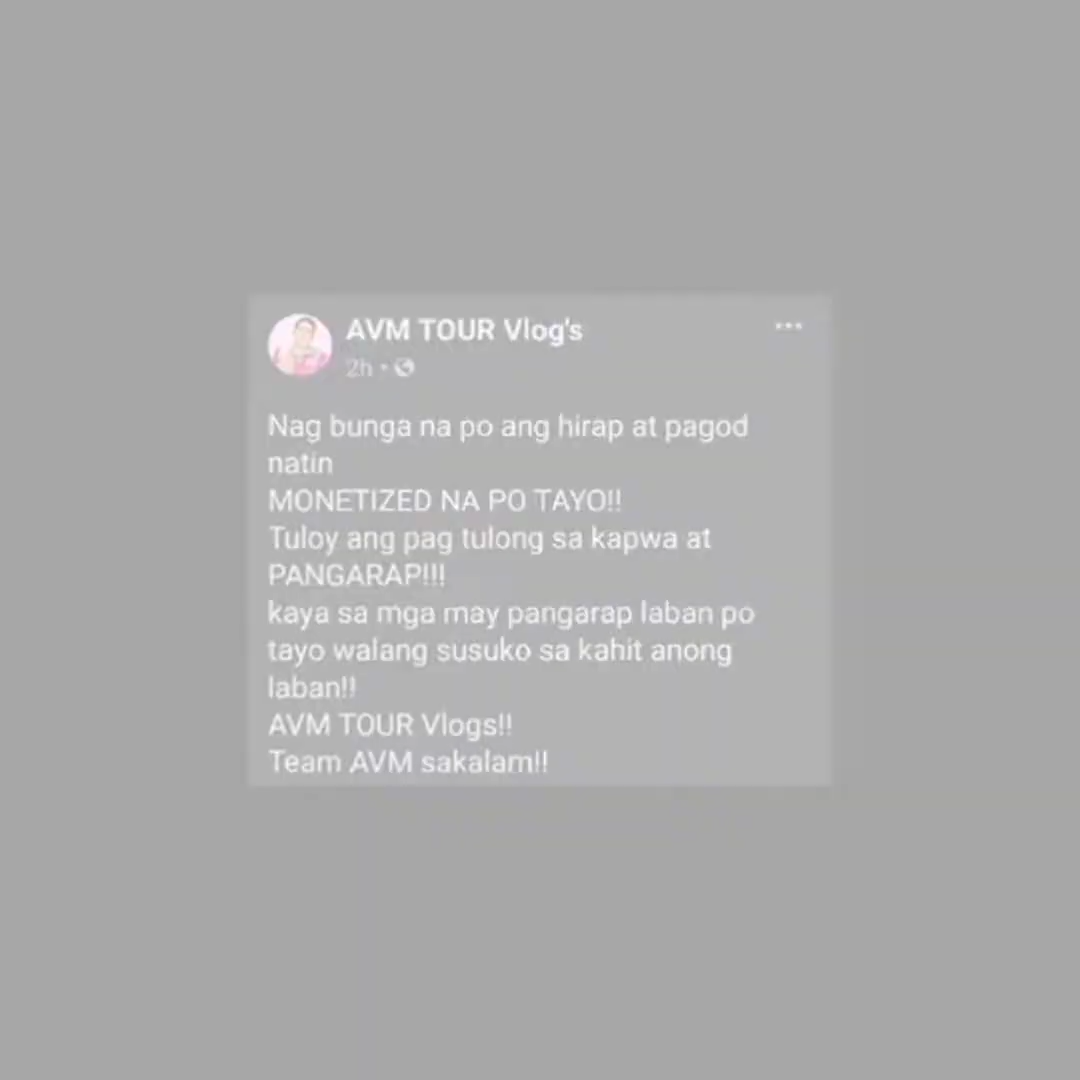 AVM TOUR Vlog's
2h
Nag bunga na po ang hirap at pagod
natin
MONETIZED NA PO TAYO!!
Tuloy ang pag tulong sa kapwa at
PANGARAP!!!
kaya sa mga may pangarap laban po
tayo walang susuko sa kahit anong
laban!!
AVM TOUR Vlogs!!
Team AVM sakalam!!